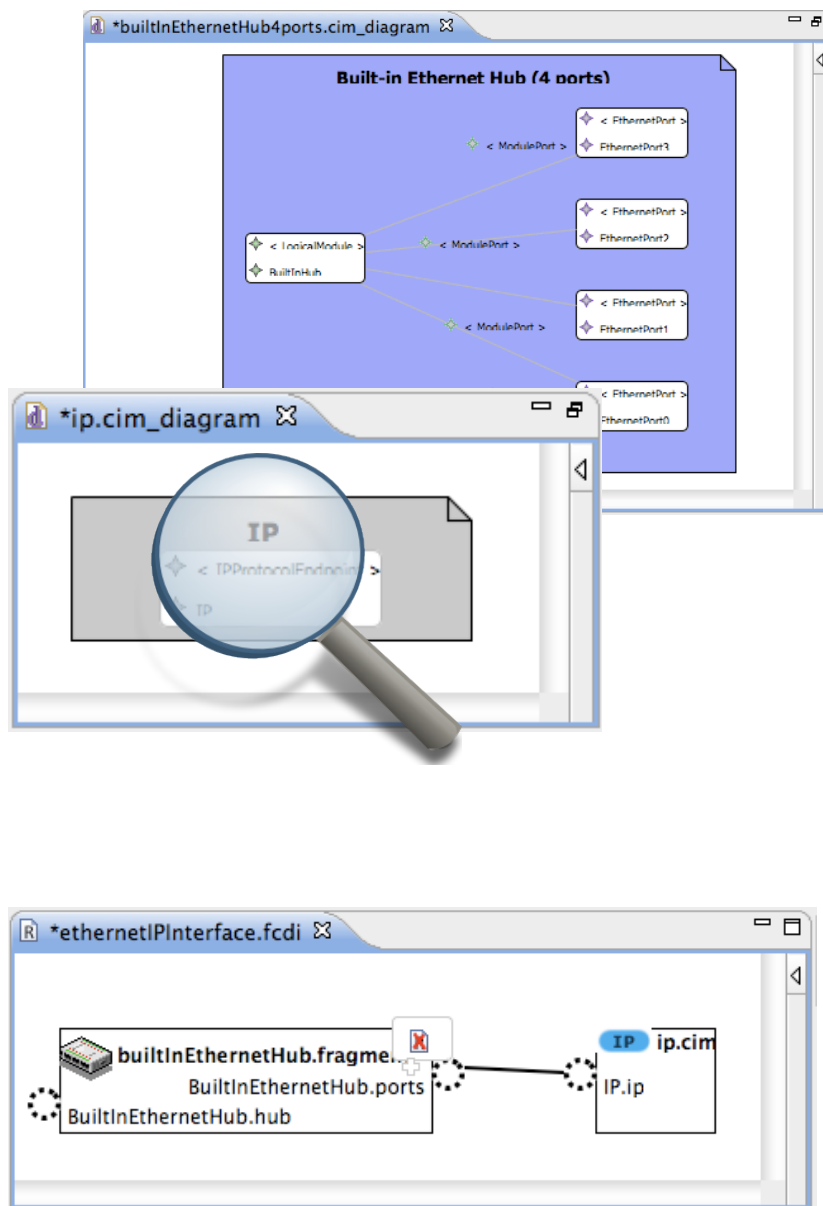 *builtInEthernetHub4ports.cim_diagram
Built-in Ethernet Hub (4 ports)
< EthernetPort >
EthernetPort3
< ModulePort >
< EthernetPort >
EthernetPort2
< LogicalModule >
BuiltInHub
< ModulePort >
< EthernetPort >
EthernetPort1
< ModulePort >
< EthernetPort >
EthernetPort0
*ip.cim_diagram
IP
< IPProtocolEndpoint >
IP
*ethernetIPInterface.fcdi
builtInEthernetHub.fragme...
BuiltInEthernetHub.ports
BuiltInEthernetHub.hub
IP ip.cim
IP.ip